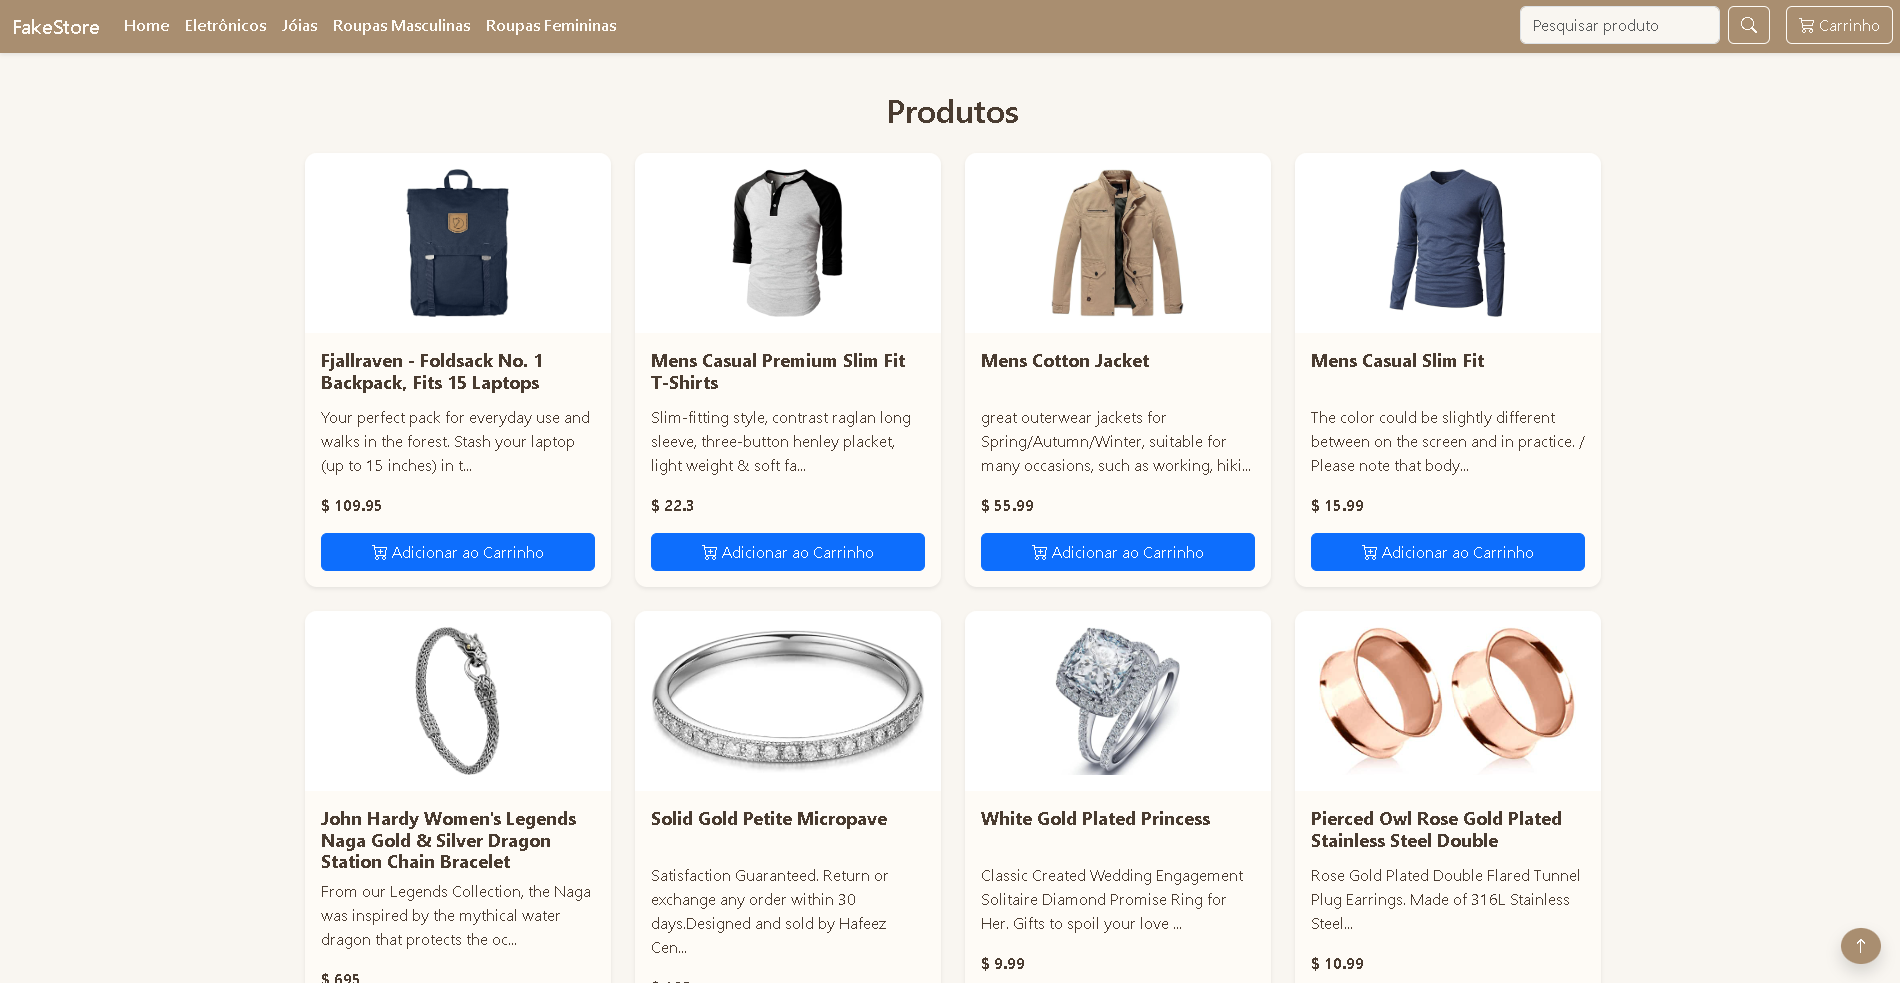 FakeStore Home Eletrônicos Jóias Roupas Masculinas Roupas Femininas Pesquisar produto Carrinho
Produtos
Fjallraven - Foldsack No. 1
Backpack, Fits 15 Laptops
Your perfect pack for everyday use and
walks in the forest. Stash your laptop
(up to 15 inches) in t...
$ 109.95
Adicionar ao Carrinho
Mens Casual Premium Slim Fit
T-Shirts
Slim-fitting style, contrast raglan long
sleeve, three-button henley placket,
light weight & soft fa...
$ 22.3
Adicionar ao Carrinho
Mens Cotton Jacket
great outerwear jackets for
Spring/Autumn/Winter, suitable for
many occasions, such as working, hiki...
$ 55.99
Adicionar ao Carrinho
Mens Casual Slim Fit
The color could be slightly different
between on the screen and in practice. /
Please note that body...
$ 15.99
Adicionar ao Carrinho
John Hardy Women's Legends
Naga Gold & Silver Dragon
Station Chain Bracelet
From our Legends Collection, the Naga
was inspired by the mythical water
dragon that protects the oc...
$ 695
Solid Gold Petite Micropave
Satisfaction Guaranteed. Return or
exchange any order within 30
days.Designed and sold by Hafeez
Cen...
White Gold Plated Princess
Classic Created Wedding Engagement
Solitaire Diamond Promise Ring for
Her. Gifts to spoil your love ...
$ 9.99
Pierced Owl Rose Gold Plated
Stainless Steel Double
Rose Gold Plated Double Flared Tunnel
Plug Earrings. Made of 316L Stainless
Steel...
$ 10.99